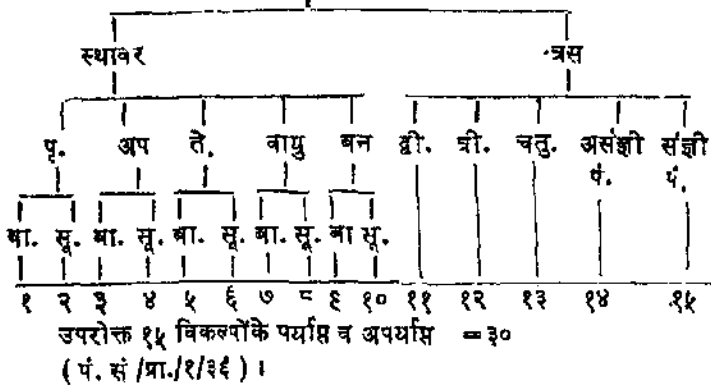 स्थावर त्रस
पृ. अप ते. वायु बन द्वी. त्री. चतु. असंज्ञी संज्ञी
पं. पं.
बा. सू. बा. सू. बा. सू. बा. सू. बा सू.
१ २ ३ ४ ५ ६ ७ ८ ९ १० ११ १२ १३ १४ १५
उपरोक्त १५ विकल्पोंके पर्याप्त व अपर्याप्त =३०
( पं. सं /प्रा./१/३६ ) ।